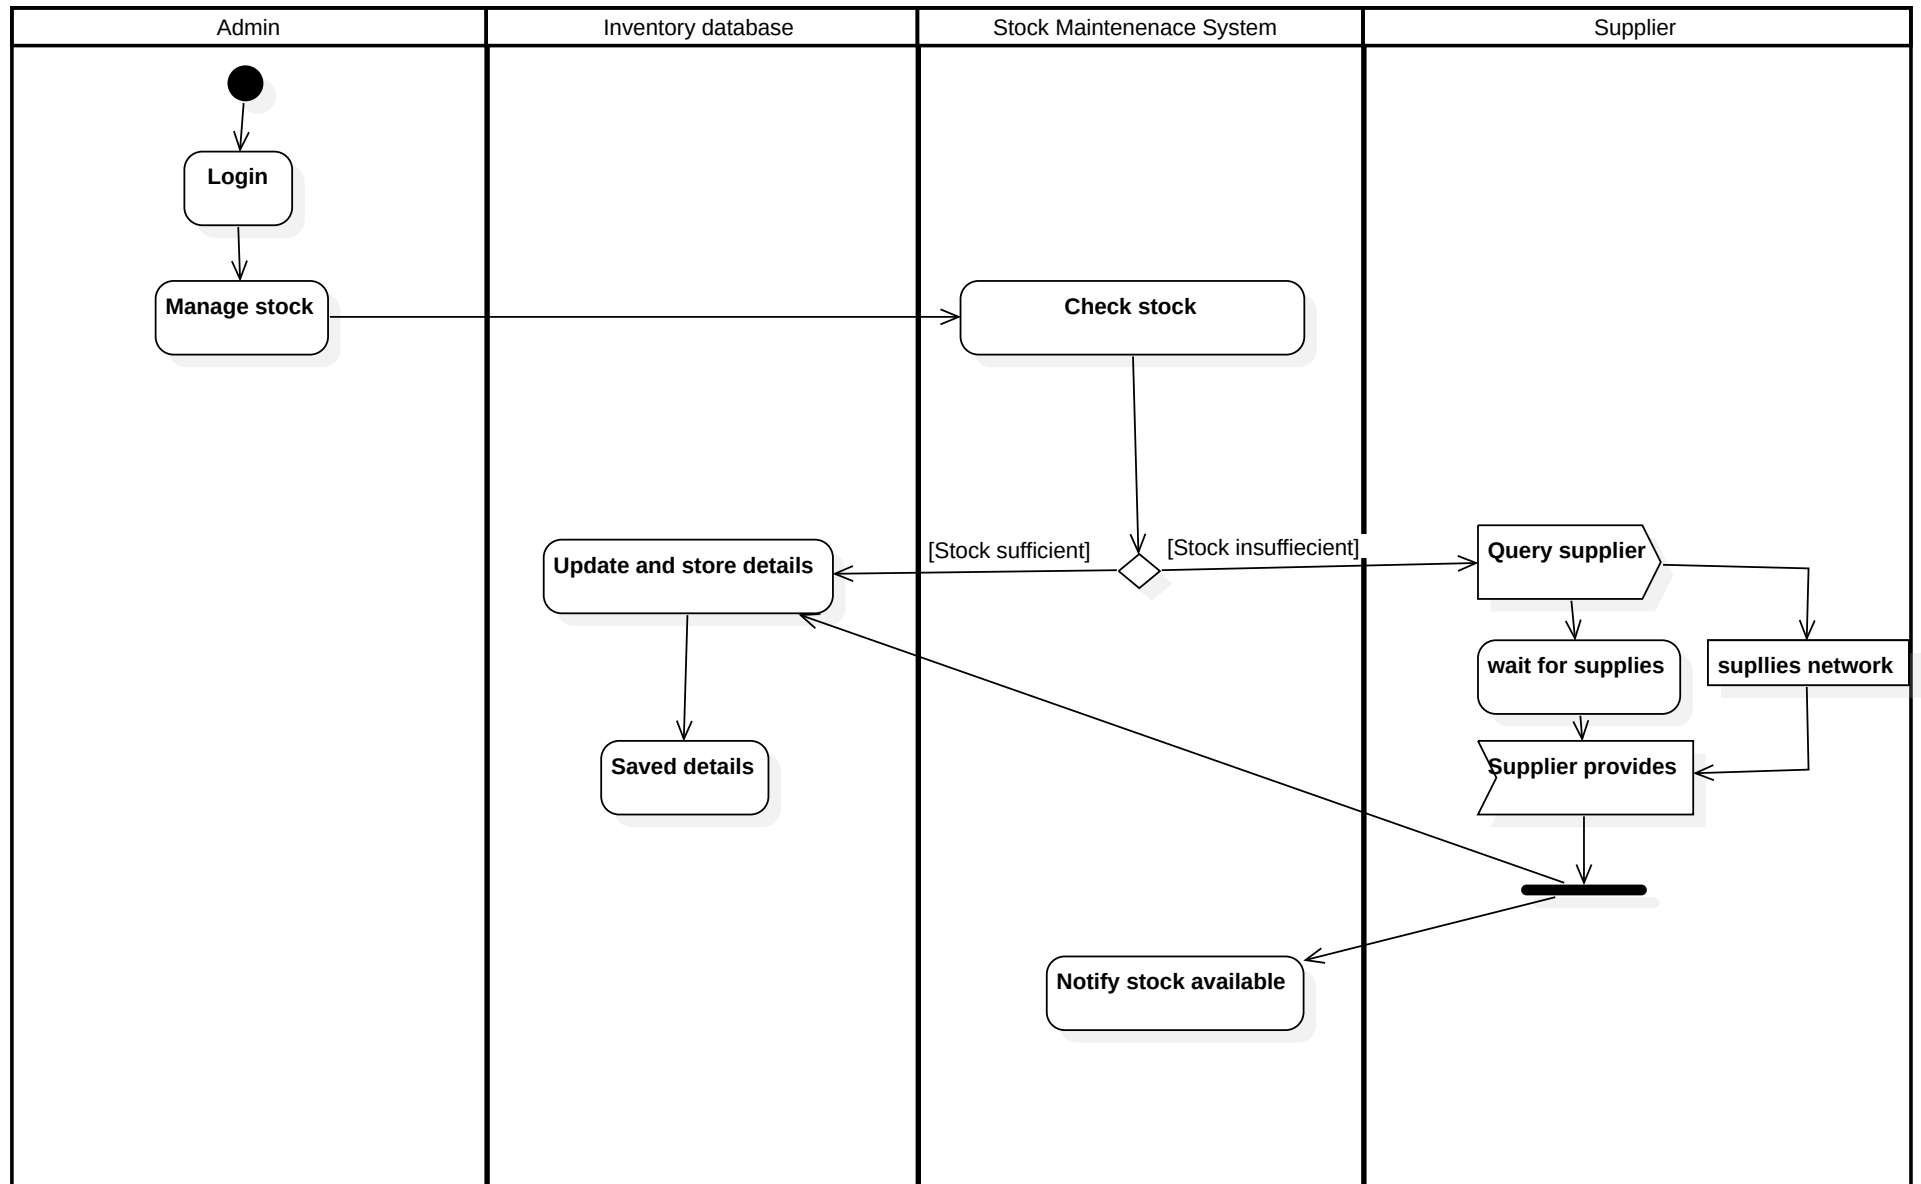 Admin
Inventory database
Stock Maintenenace System
Supplier
Login
Manage stock
Check stock
[Stock sufficient]
[Stock insuffiecient]
Update and store details
Query supplier
wait for supplies
supllies network
Saved details
Supplier provides
Notify stock available